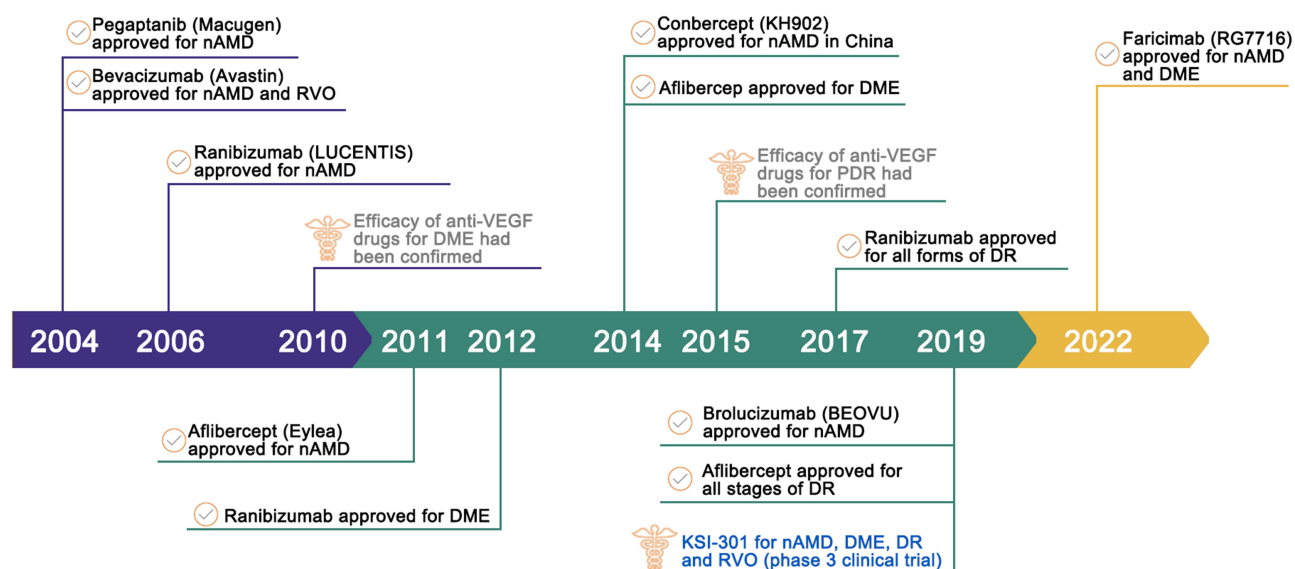 Pegaptanib (Macugen)
approved for nAMD
Bevacizumab (Avastin)
approved for nAMD and RVO
Ranibizumab (LUCENTIS)
approved for nAMD
Efficacy of anti-VEGF
drugs for DME had
been confirmed
Conbercept (KH902)
approved for nAMD in China
Aflibercep approved for DME
Efficacy of anti-VEGF
drugs for PDR had
been confirmed
Ranibizumab approved
for all forms of DR
Faricimab (RG7716)
approved for nAMD
and DME
2004 2006 2010 2011 2012 2014 2015 2017 2019 2022
Aflibercept (Eylea)
approved for nAMD
Ranibizumab approved for DME
Brolucizumab (BEOVU)
approved for nAMD
Aflibercept approved for
all stages of DR
KSI-301 for nAMD, DME, DR
and RVO (phase 3 clinical trial)